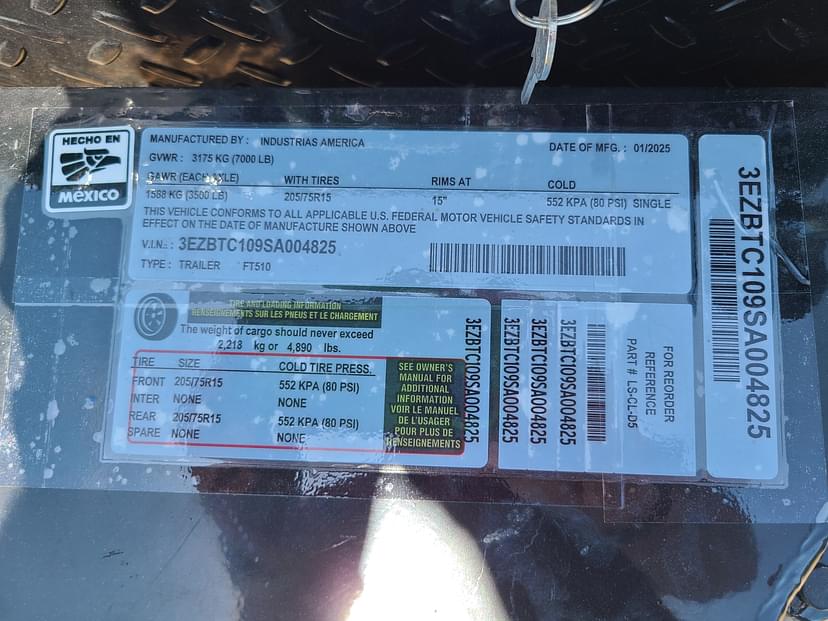 HECHO EN
MÉXICO
MANUFACTURED BY : INDUSTRIAS AMERICA
DATE OF MFG. : 01/2025
GVWR : 3175 KG (7000 LB)
GAWR (EACH AXLE) WITH TIRES RIMS AT COLD
1588 KG (3500 LB) 205/75R15 15" 552 KPA (80 PSI) SINGLE
THIS VEHICLE CONFORMS TO ALL APPLICABLE U.S. FEDERAL MOTOR VEHICLE SAFETY STANDARDS IN
EFFECT ON THE DATE OF MANUFACTURE SHOWN ABOVE
V.I.N.: 3EZBTC109SA004825
TYPE : TRAILER FT510
3EZBTC109SA004825
TIRE AND LOADING INFORMATION
RENSEIGNEMENTS SUR LES PNEUS ET LE CHARGEMENT
The weight of cargo should never exceed
2,218 kg or 4,890 lbs.
TIRE SIZE COLD TIRE PRESS.
FRONT 205/75R15 552 KPA (80 PSI)
INTER NONE NONE
REAR 205/75R15 552 KPA (80 PSI)
SPARE NONE NONE
SEE OWNER'S
MANUAL FOR
ADDITIONAL
INFORMATION
VOIR LE MANUEL
DE L'USAGER
POUR PLUS DE
RENSEIGNEMENTS
3EZBTC109SA004825
3EZBTC109SA004825
3EZBTC109SA004825
3EZBTC109SA004825
FOR REORDER
REFERENCE
PART # LS-CL-D5